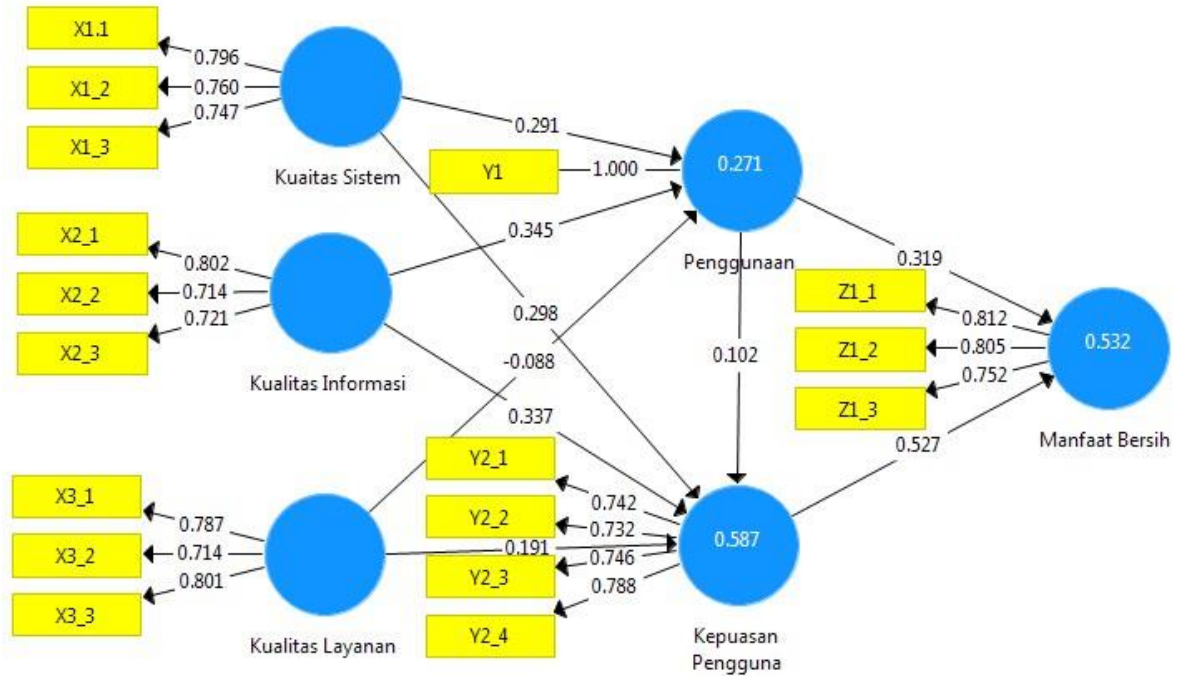 X1.1
0.796
X1_2
0.760
X1_3
0.747
Kuaitas Sistem
0.291
Y1
1.000
0.271
Penggunaan
X2_1
0.802
X2_2
0.714
X2_3
0.721
Kualitas Informasi
0.345
0.298
-0.088
0.337
0.102
0.319
Z1_1
0.812
Z1_2
0.805
Z1_3
0.752
0.532
Manfaat Bersih
0.527
X3_1
0.787
X3_2
0.714
X3_3
0.801
Kualitas Layanan
0.191
Y2_1
0.742
Y2_2
0.732
Y2_3
0.746
Y2_4
0.788
0.587
Kepuasan
Pengguna